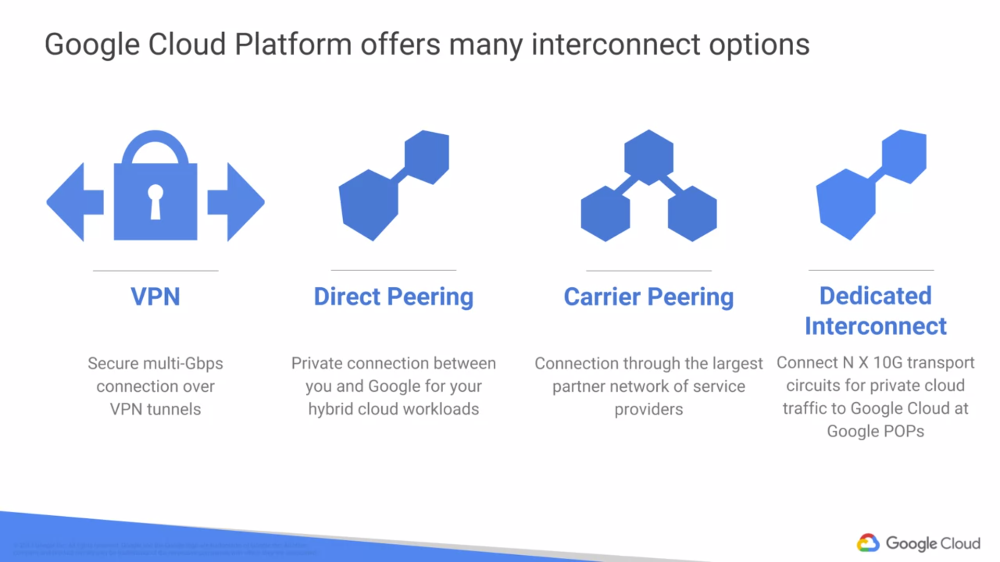 Google Cloud Platform offers many interconnect options
VPN
Secure multi-Gbps
connection over
VPN tunnels
Direct Peering
Private connection between
you and Google for your
hybrid cloud workloads
Carrier Peering
Connection through the largest
partner network of service
providers
Dedicated
Interconnect
Connect N X 10G transport
circuits for private cloud
traffic to Google Cloud at
Google POPs
Google Cloud